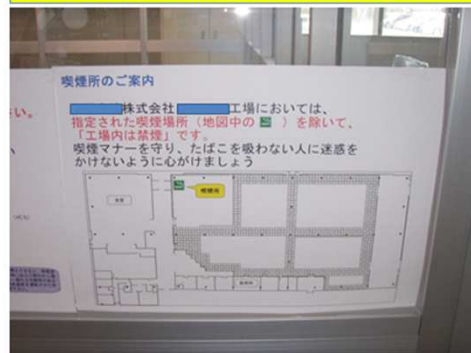 喫煙所のご案内
株式会社 工場においては、
指定された喫煙場所（地図中の ）を除いて、
「工場内は禁煙」です。
喫煙マナーを守り、たばこを吸わない人に迷惑を
かけないように心がけましょう
喫煙所
い。